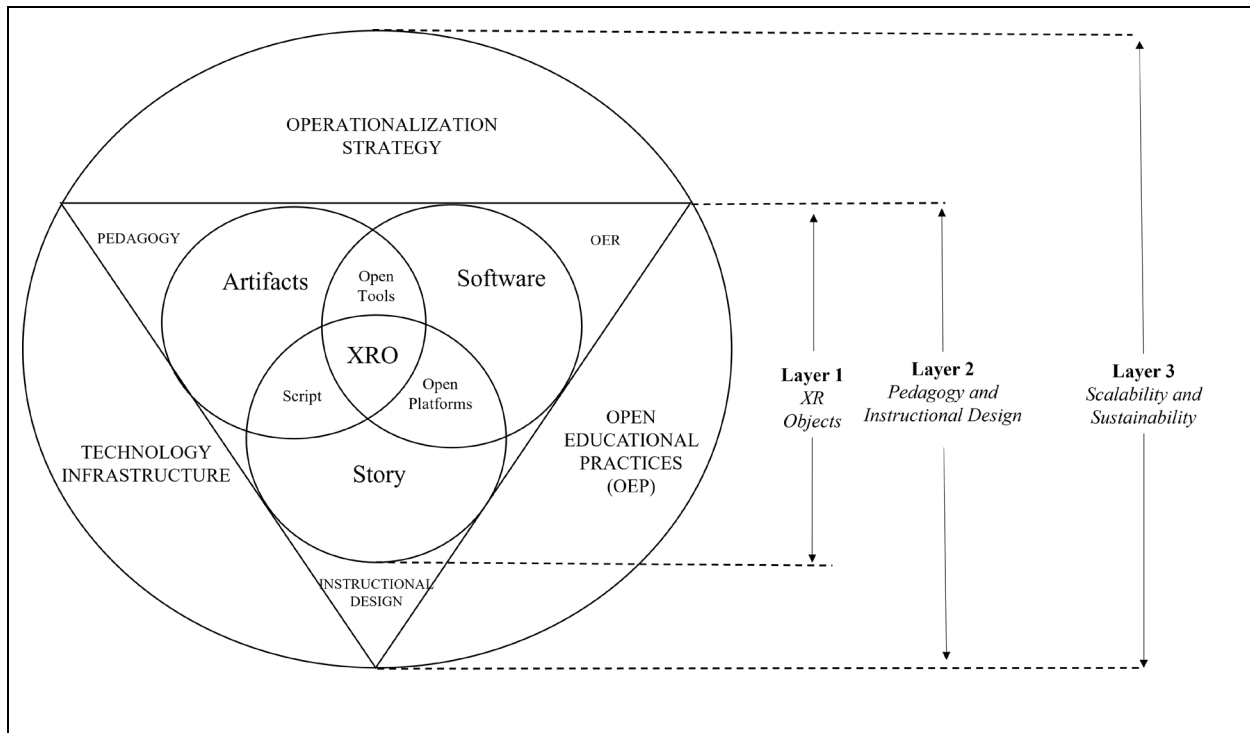 OPERATIONALIZATION
STRATEGY
PEDAGOGY
OER
Artifacts
Open
Tools
Software
XRO
Script
Open
Platforms
Story
TECHNOLOGY
INFRASTRUCTURE
OPEN
EDUCATIONAL
PRACTICES
(OEP)
INSTRUCTIONAL
DESIGN
Layer 1
XR
Objects
Layer 2
Pedagogy and
Instructional Design
Layer 3
Scalability and
Sustainability